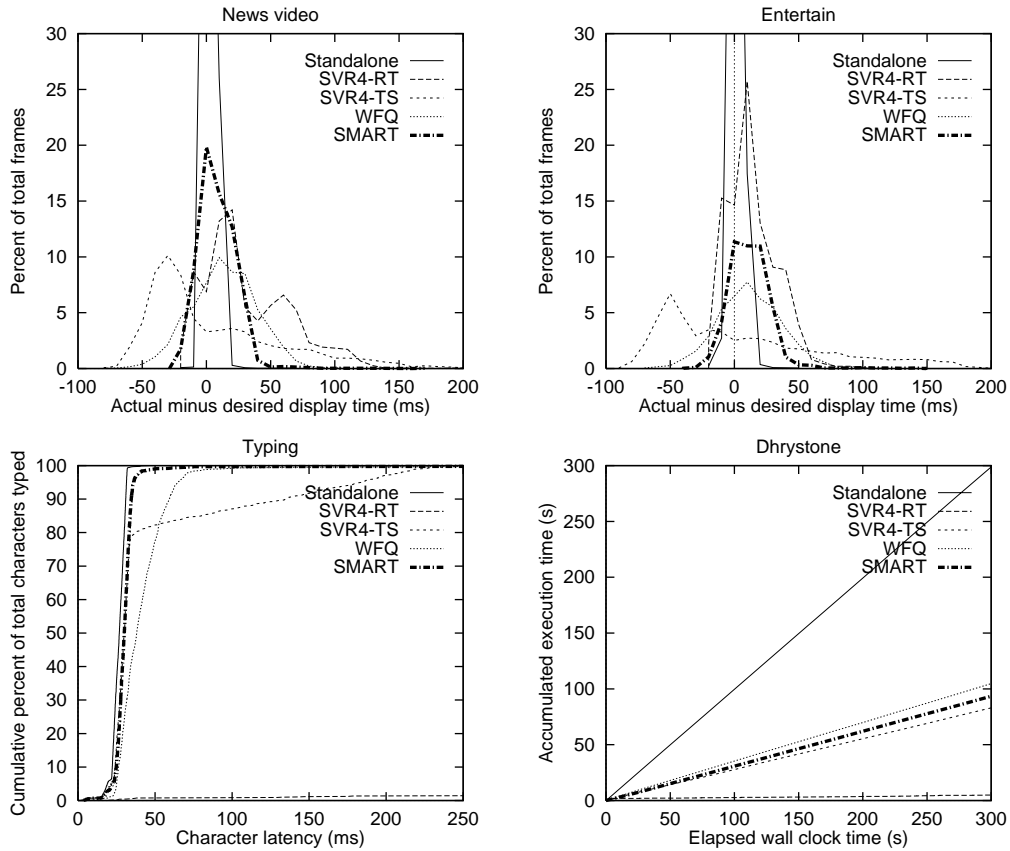 News video
Percent of total frames
30
25
20
15
10
5
0
Standalone
SVR4-RT
SVR4-TS
WFQ
SMART
-100 -50 0 50 100 150 200
Actual minus desired display time (ms)
Entertain
Percent of total frames
30
25
20
15
10
5
0
Standalone
SVR4-RT
SVR4-TS
WFQ
SMART
-100 -50 0 50 100 150 200
Actual minus desired display time (ms)
Typing
Cumulative percent of total characters typed
100
90
80
70
60
50
40
30
20
10
0
Standalone
SVR4-RT
SVR4-TS
WFQ
SMART
0 50 100 150 200 250
Character latency (ms)
Dhrystone
Accumulated execution time (s)
300
250
200
150
100
50
0
Standalone
SVR4-RT
SVR4-TS
WFQ
SMART
0 50 100 150 200 250 300
Elapsed wall clock time (s)